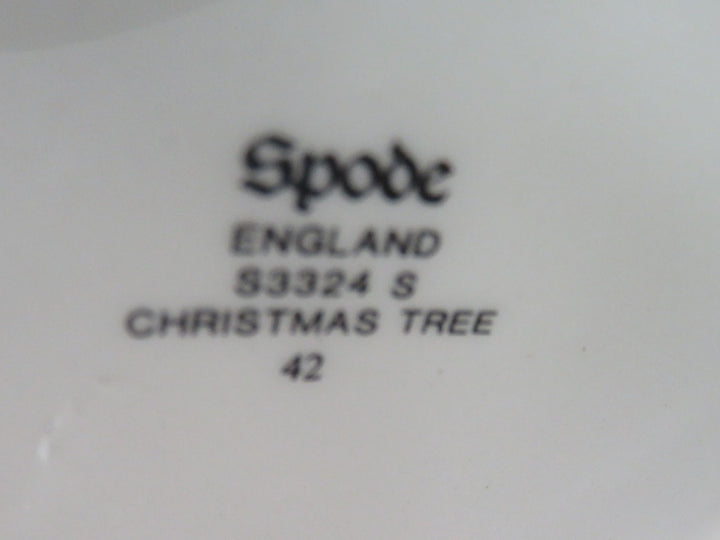 Spode
ENGLAND
S3324 S
CHRISTMAS TREE
42